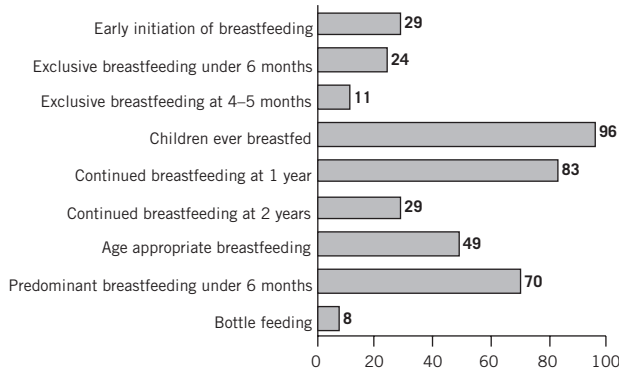 Early initiation of breastfeeding 29
Exclusive breastfeeding under 6 months 24
Exclusive breastfeeding at 4–5 months 11
Children ever breastfed 96
Continued breastfeeding at 1 year 83
Continued breastfeeding at 2 years 29
Age appropriate breastfeeding 49
Predominant breastfeeding under 6 months 70
Bottle feeding 8
0 20 40 60 80 100